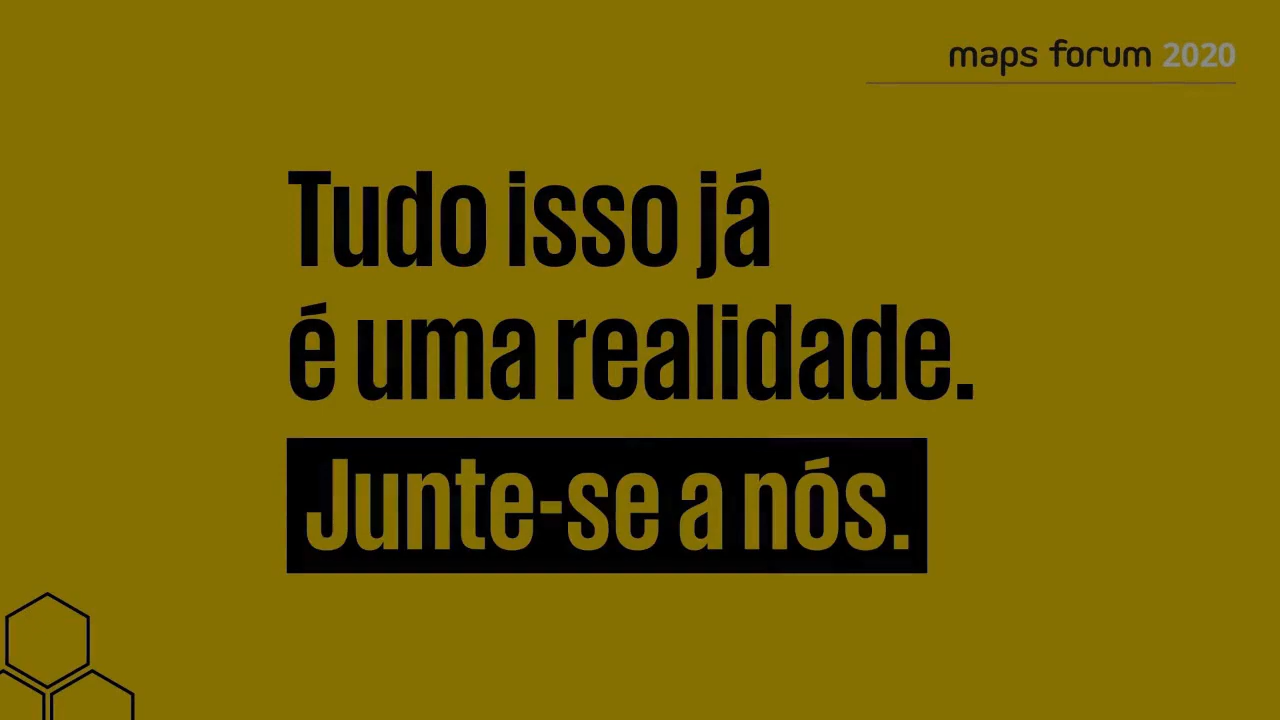 maps forum 2020
Tudo isso já
é uma realidade.
Junte-se a nós.